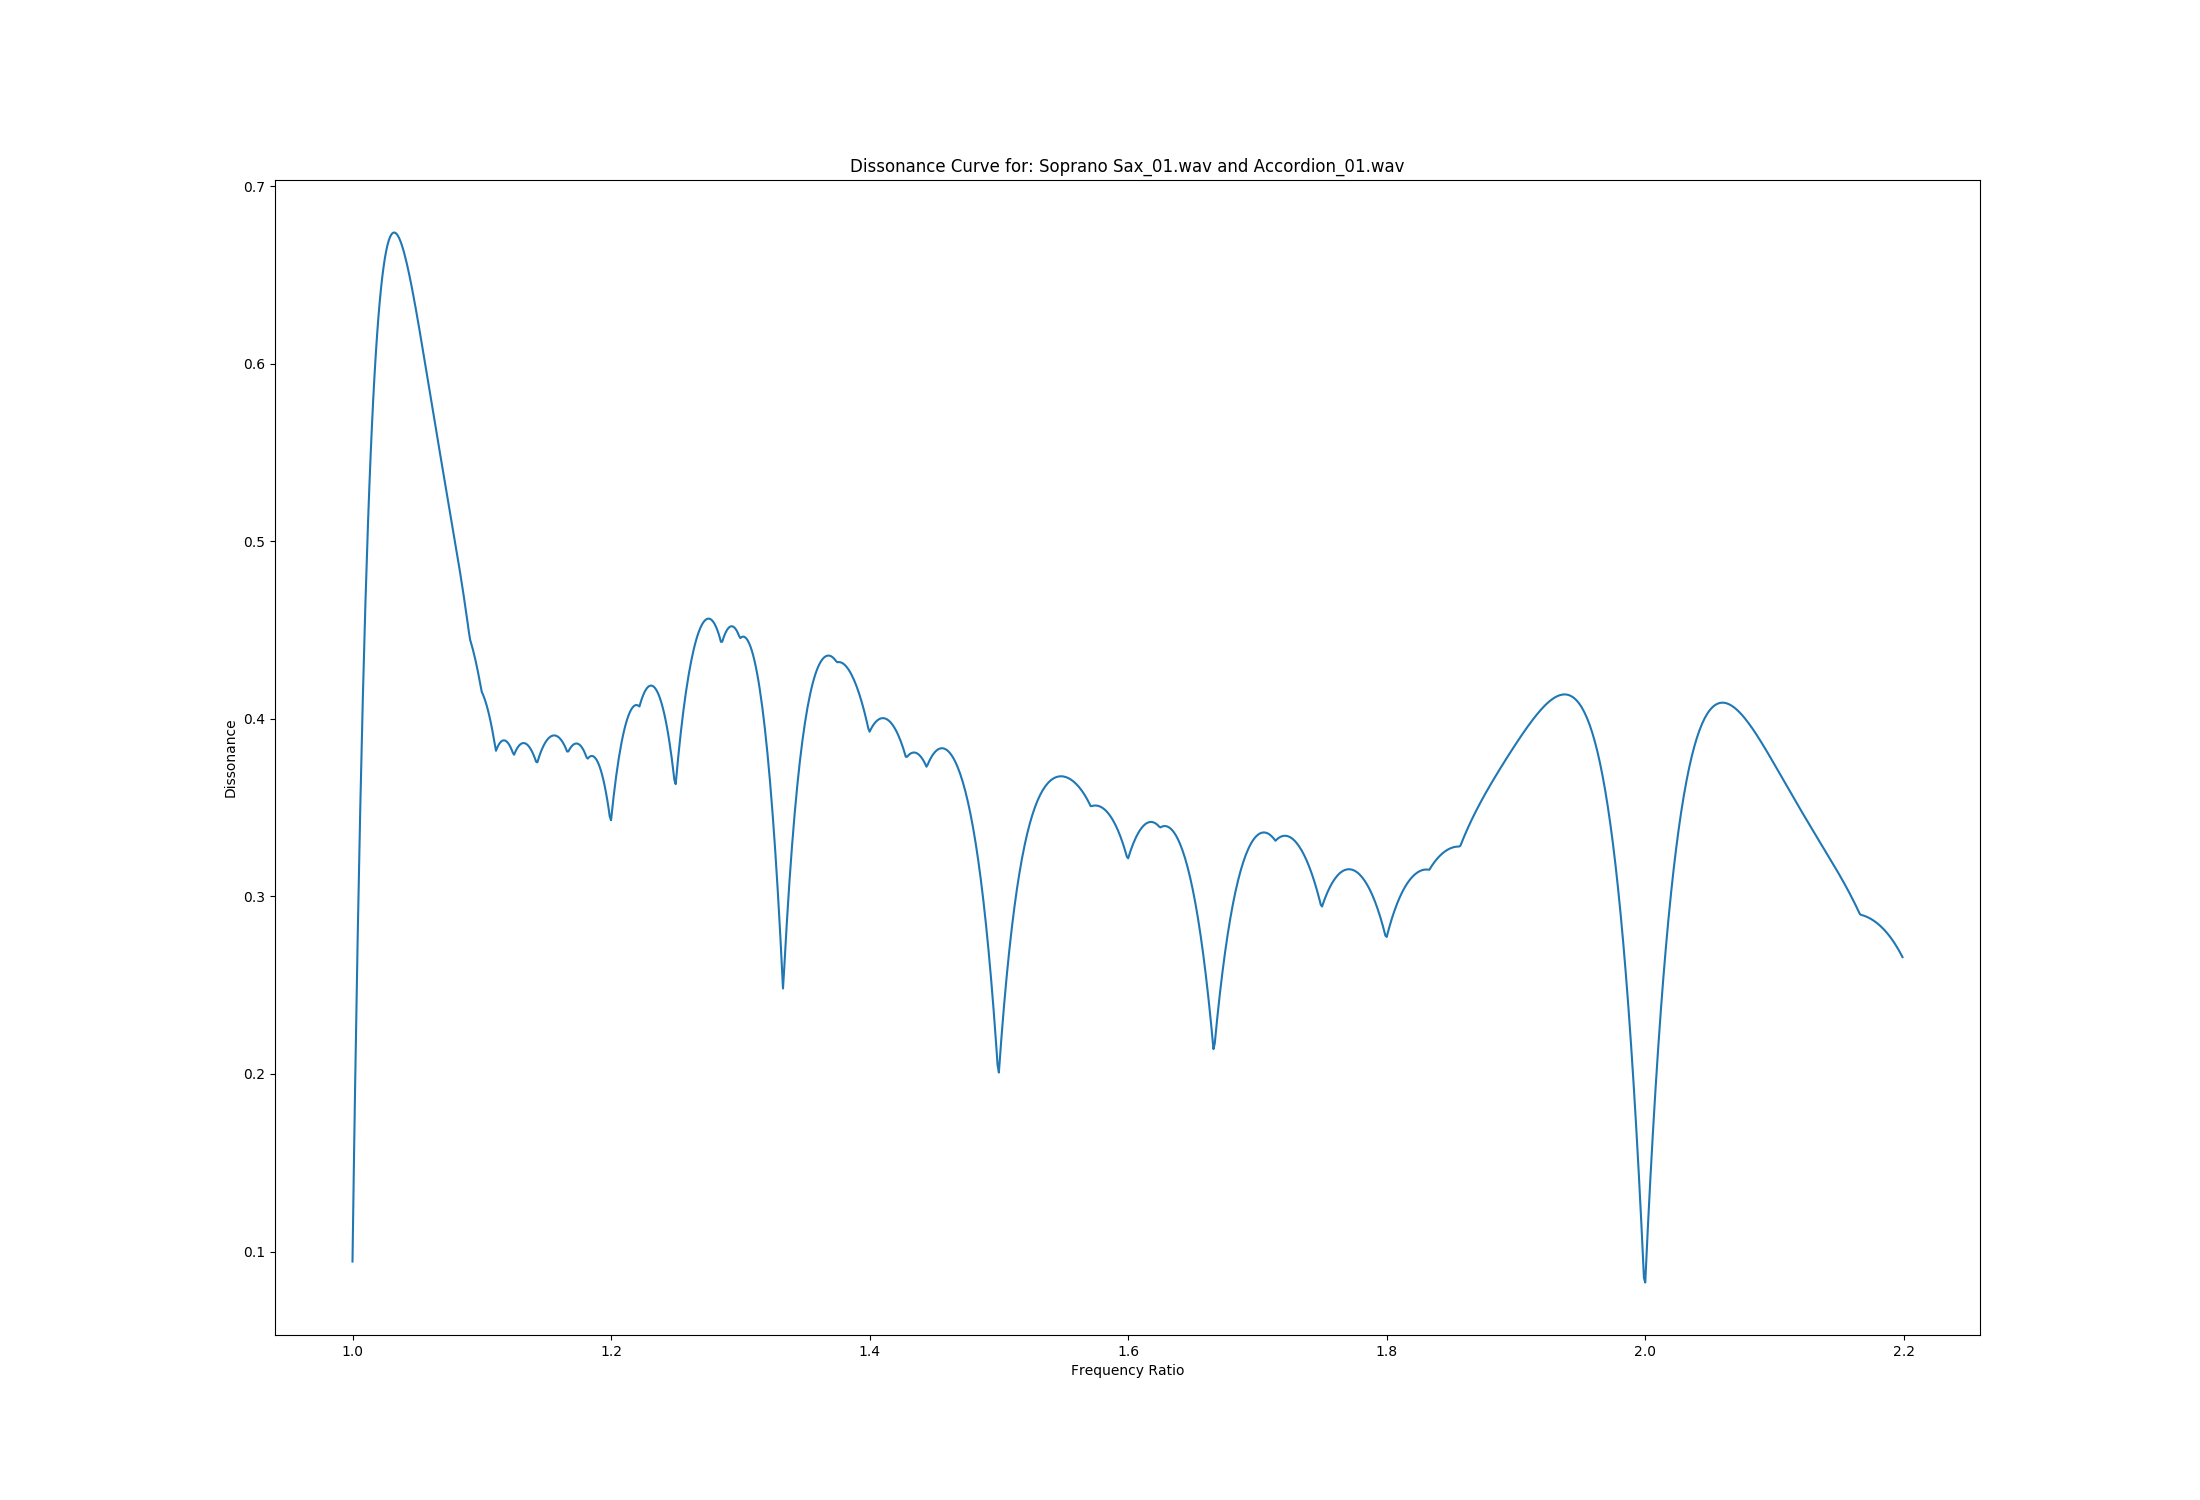 Dissonance Curve for: Soprano Sax_01.wav and Accordion_01.wav
0.7
0.6
0.5
0.4
0.3
0.2
0.1
Dissonance
1.0 1.2 1.4 1.6 1.8 2.0 2.2
Frequency Ratio